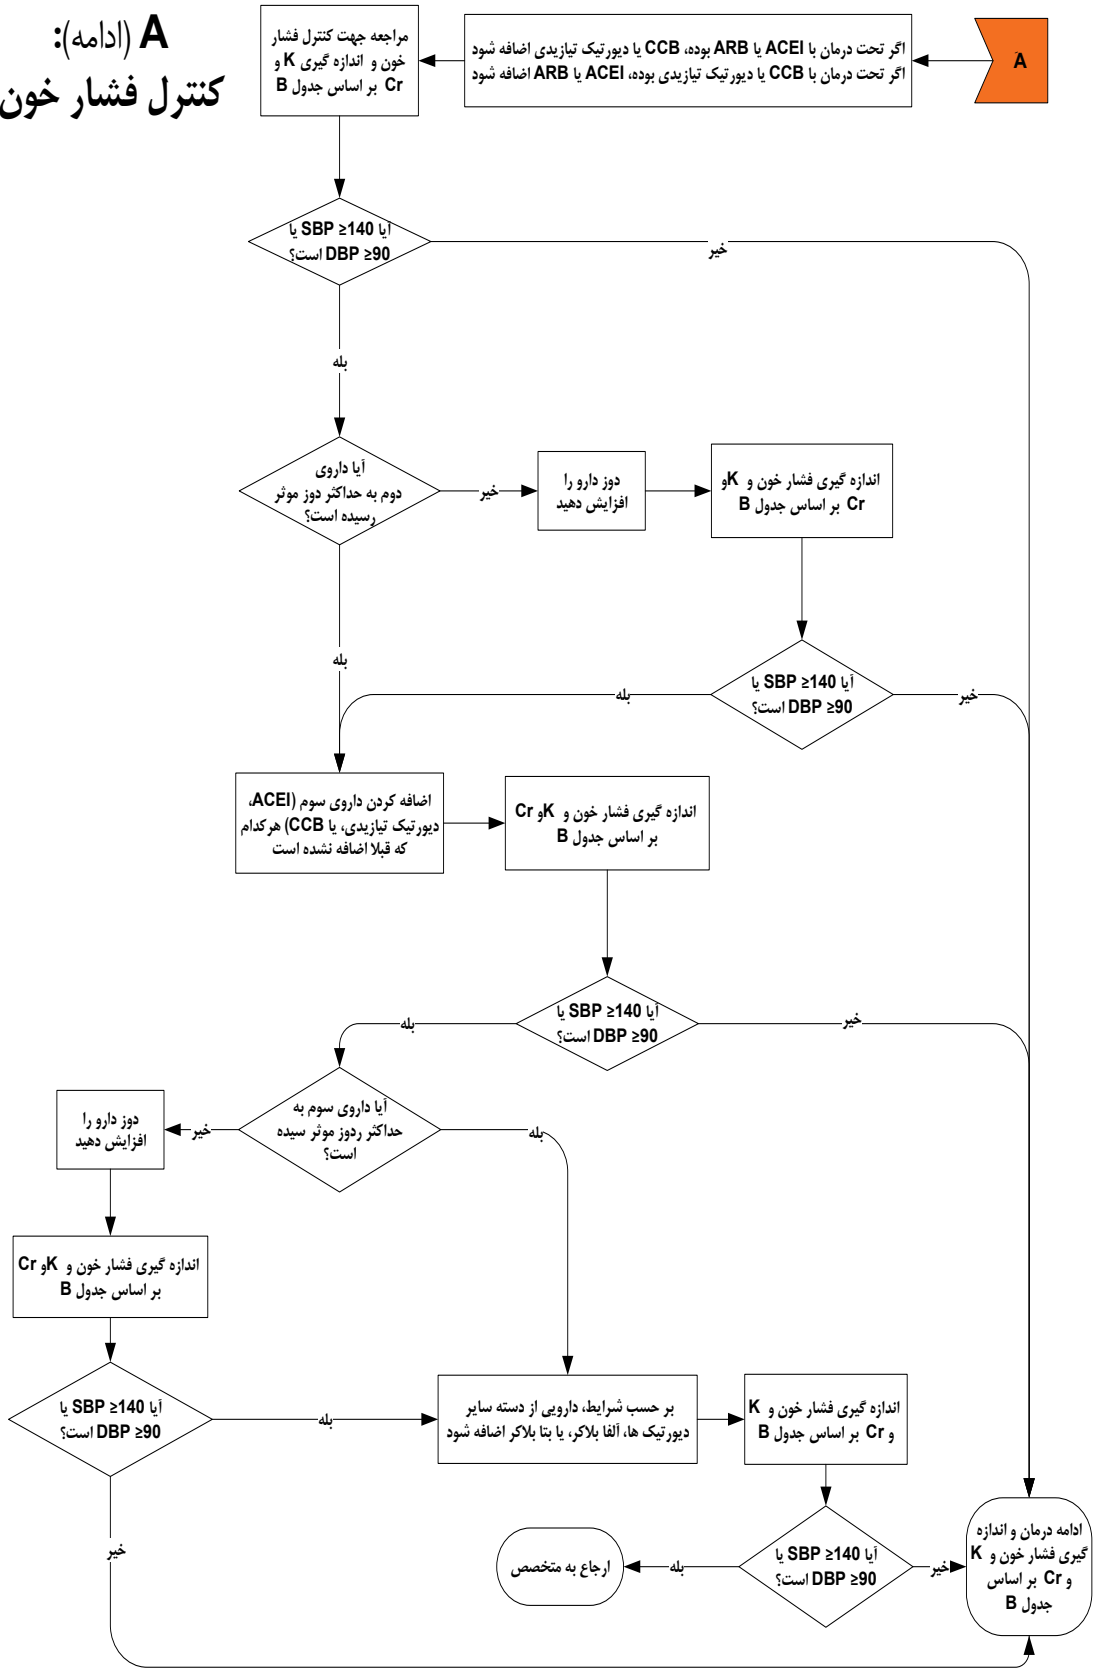 A (ادامه):
کنترل فشار خون
A
اگر تحت درمان با ACEI یا ARB بوده، CCB یا دیورتیک تیازیدی اضافه شود
اگر تحت درمان با CCB یا دیورتیک تیازیدی بوده، ACEI یا ARB اضافه شود
مراجعه جهت کنترل فشار
خون و اندازه گیری K و
Cr بر اساس جدول B
آیا SBP ≥140 یا
DBP ≥90 است؟
خیر
بله
آیا داروی
دوم به حداکثر دوز موثر
رسیده است؟
خیر
دوز دارو را
افزایش دهید
اندازه گیری فشار خون و K و
Cr بر اساس جدول B
بله
آیا SBP ≥140 یا
DBP ≥90 است؟
بله
خیر
اضافه کردن داروی سوم (ACEI،
دیورتیک تیازیدی، یا CCB) هرکدام
که قبلا اضافه نشده است
اندازه گیری فشار خون و K و Cr
بر اساس جدول B
آیا SBP ≥140 یا
DBP ≥90 است؟
بله
خیر
آیا داروی سوم به
حداکثر ردوز موثر سیده
است؟
خیر
بله
دوز دارو را
افزایش دهید
اندازه گیری فشار خون و K و Cr
بر اساس جدول B
آیا SBP ≥140 یا
DBP ≥90 است؟
بله
خیر
بر حسب شرایط، دارویی از دسته سایر
دیورتیک ها، آلفا بلاکر، یا بتا بلاکر اضافه شود
اندازه گیری فشار خون و K
و Cr بر اساس جدول B
آیا SBP ≥140 یا
DBP ≥90 است؟
بله
خیر
ارجاع به متخصص
ادامه درمان و اندازه
گیری فشار خون و K
و Cr بر اساس
جدول B